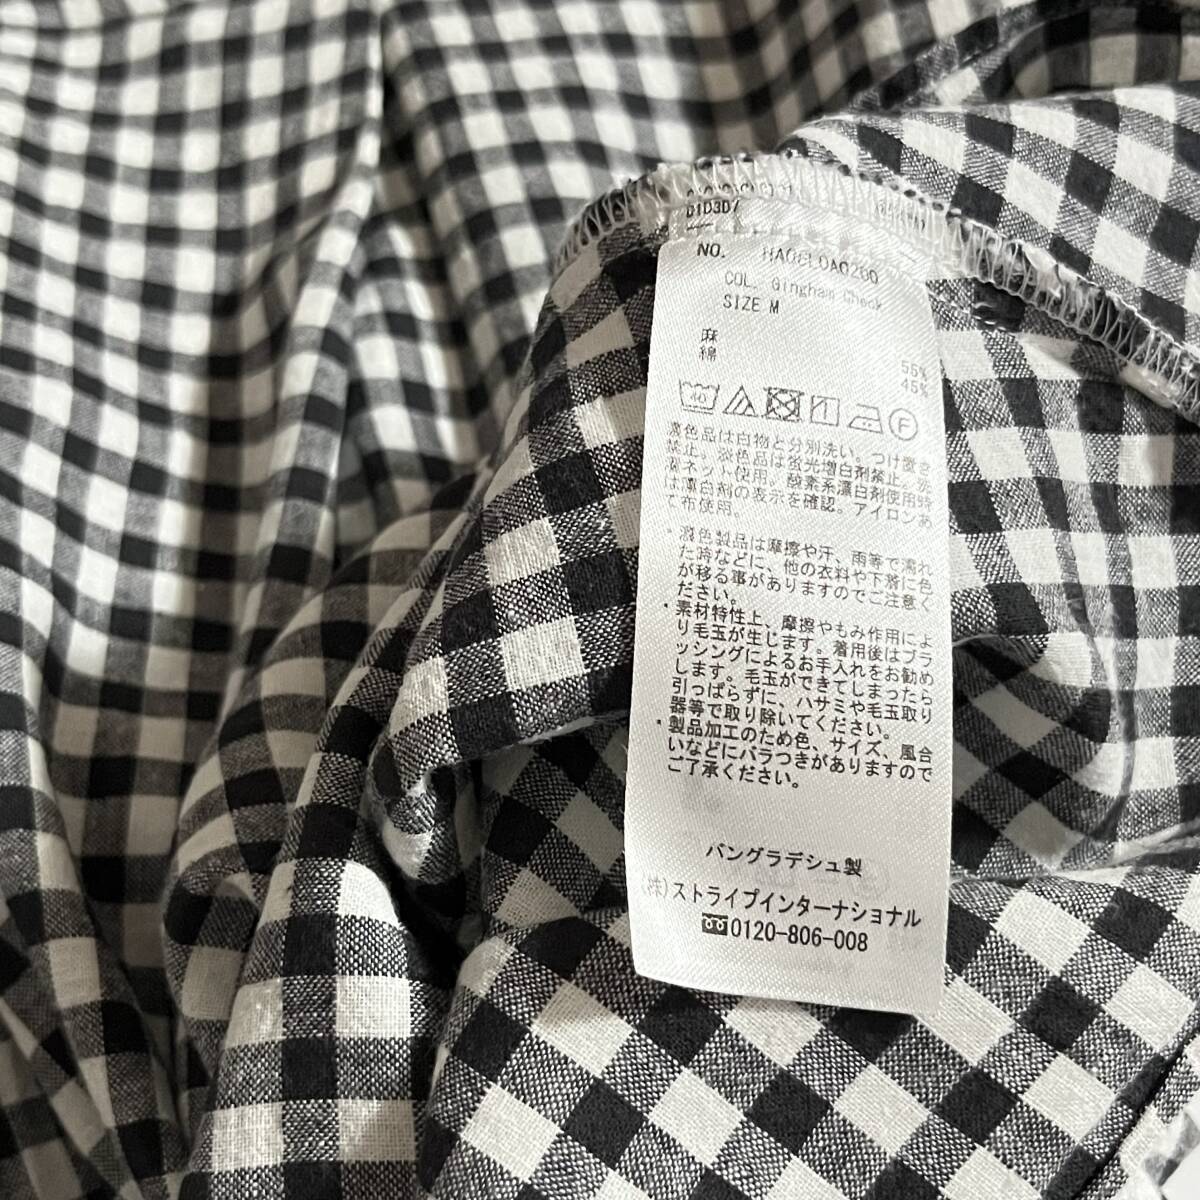 D1D3D7
NO. HA06L0A0200
COL. Gingham Check
SIZE M
麻 55%
綿 45%
40
F
濃色品は白物と分別洗い。つけ置き
禁止。淡色品は蛍光増白剤禁止。洗
濯ネット使用。酸素系漂白剤使用時
は漂白剤の表示を確認。アイロンあ
て布使用。
・濃色製品は摩擦や汗、雨等で濡れ
た時などに、他の衣料や下着に色
が移る事がありますのでご注意く
ださい。
・素材特性上、摩擦やもみ作用によ
り毛玉が生じます。着用後はブラ
ッシングによるお手入れをお勧め
します。毛玉ができてしまったら
引っぱらずに、ハサミや毛玉取り
器等で取り除いてください。
・製品加工のため色、サイズ、風合
いなどにバラつきがありますので
ご了承ください。
バングラデシュ製
(株)ストライプインターナショナル
0120-806-008